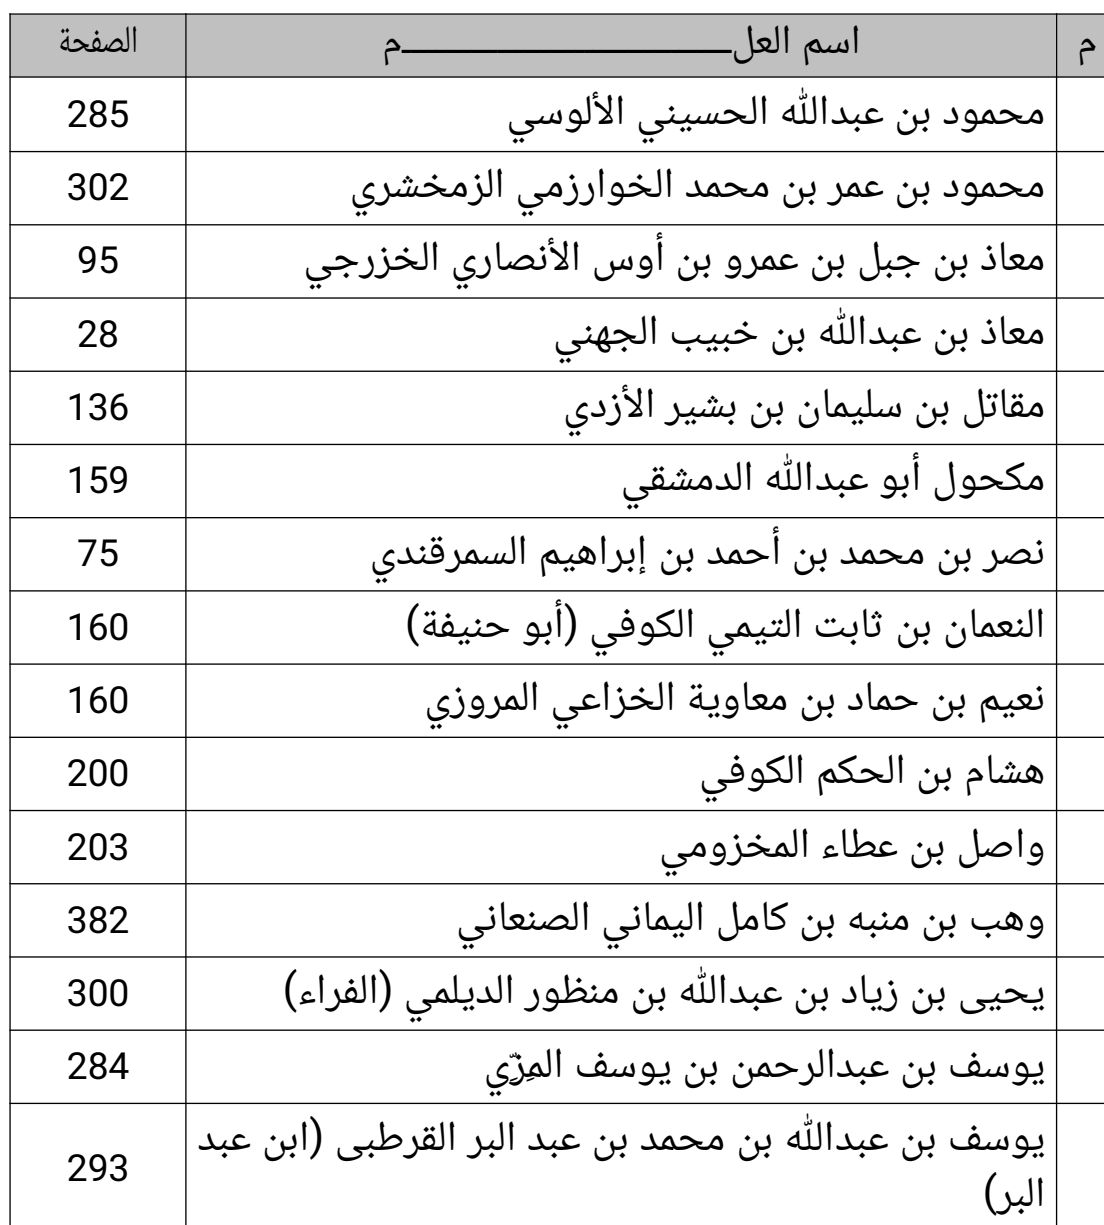 م اسم العلــــــــــــــــــــــــــــم الصفحة
محمود بن عبدالله الحسيني الألوسي 285
محمود بن عمر بن محمد الخوارزمي الزمخشري 302
معاذ بن جبل بن عمرو بن أوس الأنصاري الخزرجي 95
معاذ بن عبدالله بن خبيب الجهني 28
مقاتل بن سليمان بن بشير الأزدي 136
مكحول أبو عبدالله الدمشقي 159
نصر بن محمد بن أحمد بن إبراهيم السمرقندي 75
النعمان بن ثابت التيمي الكوفي (أبو حنيفة) 160
نعيم بن حماد بن معاوية الخزاعي المروزي 160
هشام بن الحكم الكوفي 200
واصل بن عطاء المخزومي 203
وهب بن منبه بن كامل اليماني الصنعاني 382
يحيى بن زياد بن عبدالله بن منظور الديلمي (الفراء) 300
يوسف بن عبدالرحمن بن يوسف المِزّي 284
يوسف بن عبدالله بن محمد بن عبد البر القرطبى (ابن عبد
البر) 293